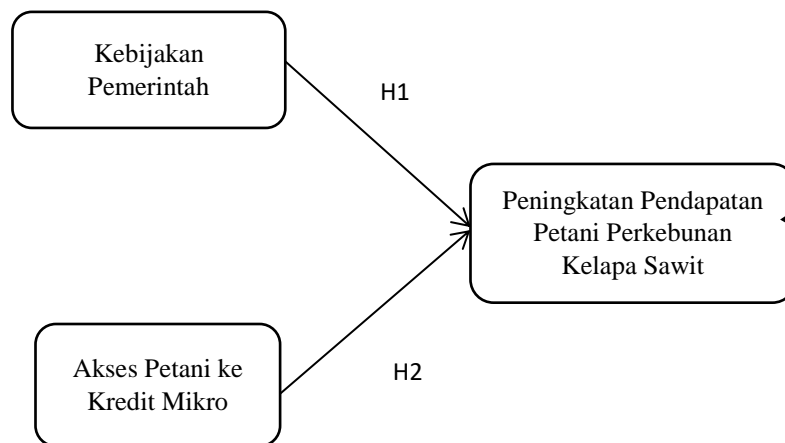 Kebijakan
Pemerintah
H1
Peningkatan Pendapatan
Petani Perkebunan
Kelapa Sawit
Akses Petani ke
Kredit Mikro
H2